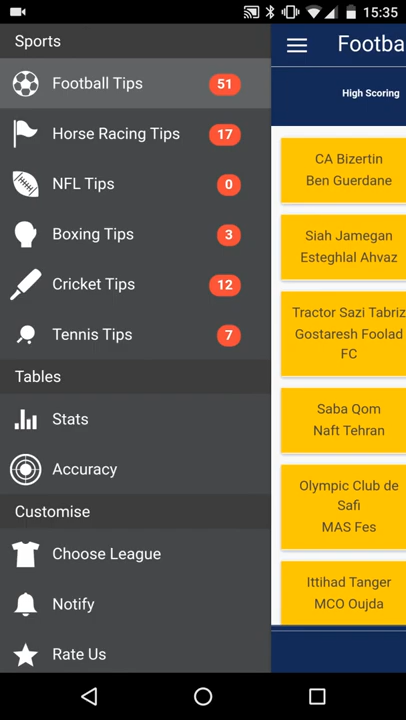 15:35
Sports
Football Tips 51
Horse Racing Tips 17
NFL Tips 0
Boxing Tips 3
Cricket Tips 12
Tennis Tips 7
Tables
Stats
Accuracy
Customise
Choose League
Notify
Rate Us
Footba
High Scoring
CA Bizertin
Ben Guerdane
Siah Jamegan
Esteghlal Ahvaz
Tractor Sazi Tabriz
Gostaresh Foolad
FC
Saba Qom
Naft Tehran
Olympic Club de
Safi
MAS Fes
Ittihad Tanger
MCO Oujda